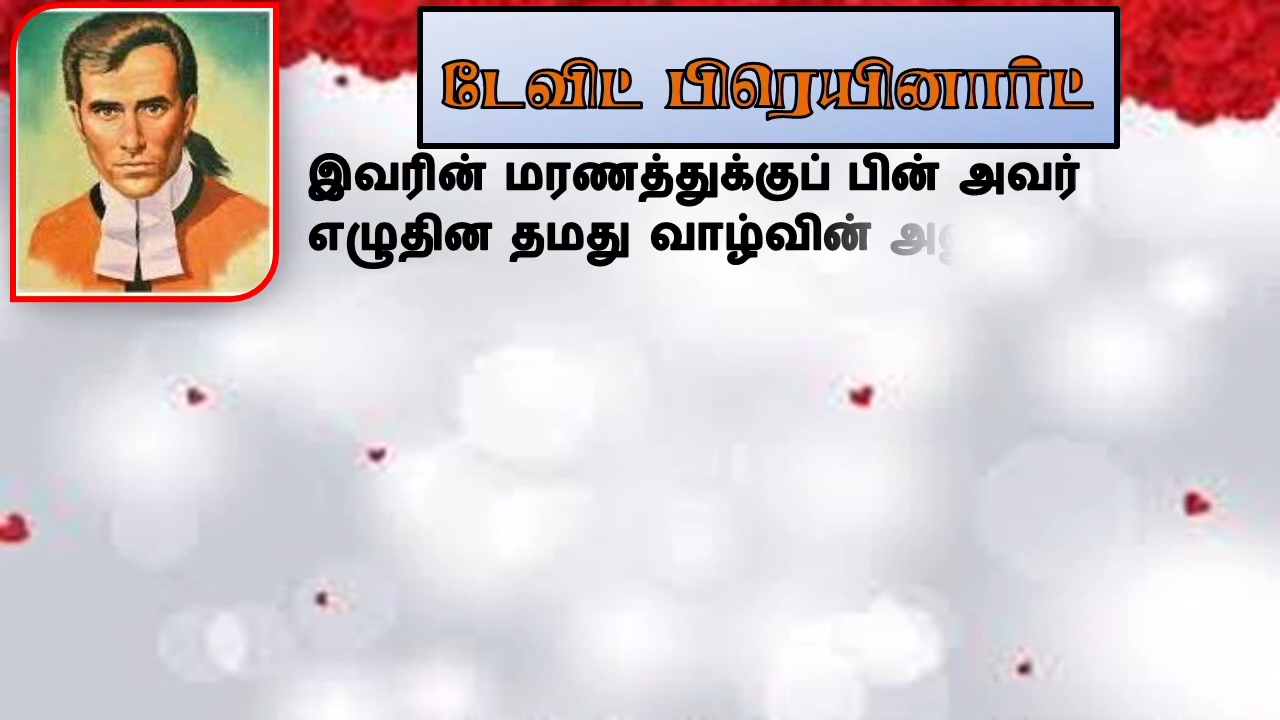 டேவிட் பிரெயினார்ட்
இவரின் மரணத்துக்குப் பின் அவர்
எழுதின தமது வாழ்வின்